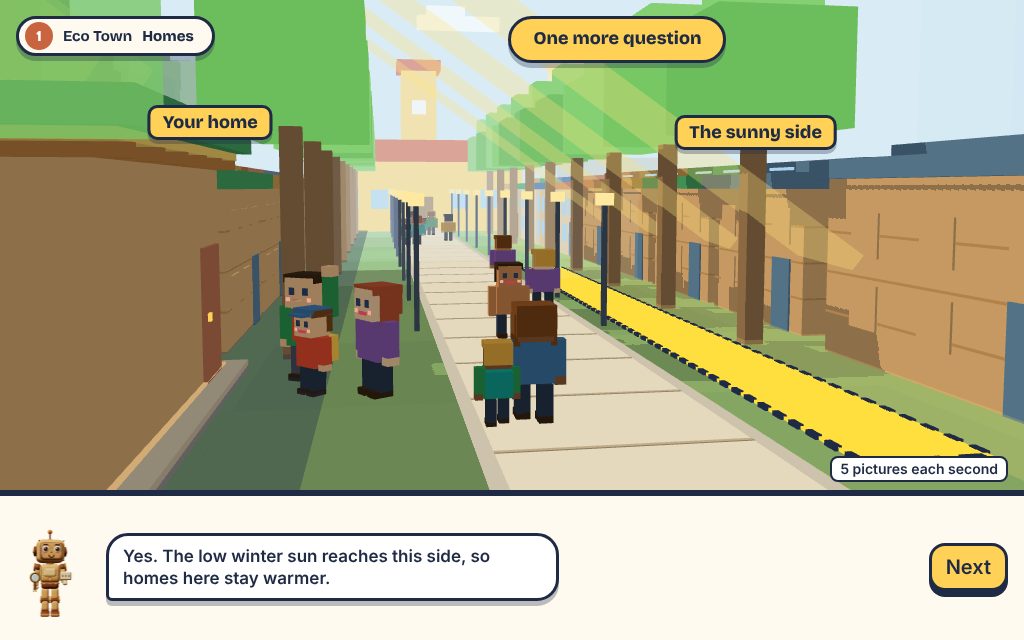 1 Eco Town Homes
One more question
Your home
The sunny side
5 pictures each second
Yes. The low winter sun reaches this side, so
homes here stay warmer.
Next